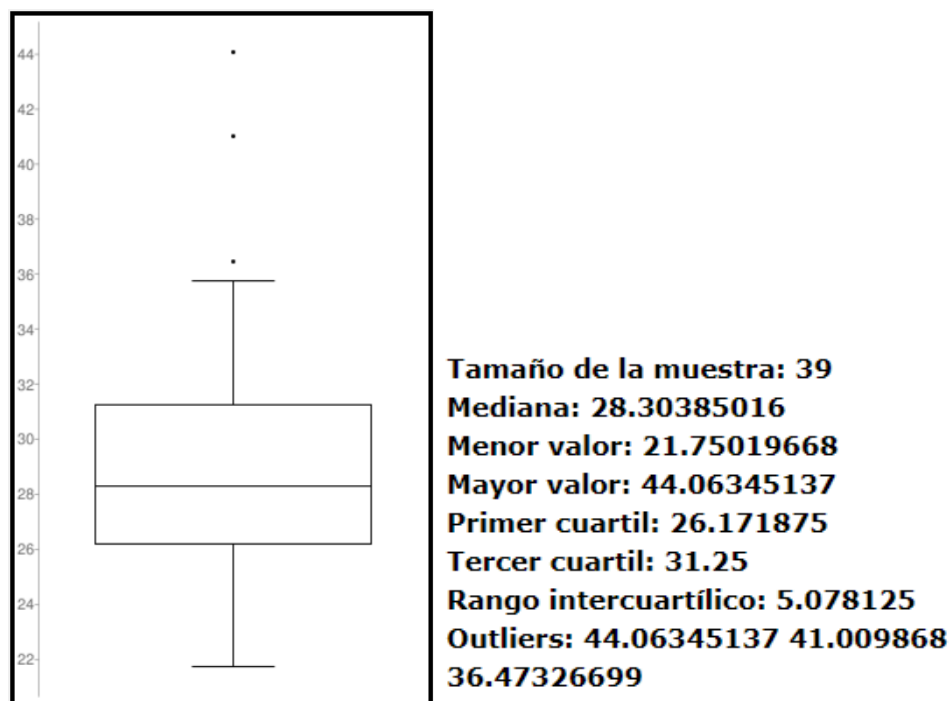 44
42
40
38
36
34
32
30
28
26
24
22
Tamaño de la muestra: 39
Mediana: 28.30385016
Menor valor: 21.75019668
Mayor valor: 44.06345137
Primer cuartil: 26.171875
Tercer cuartil: 31.25
Rango intercuartílico: 5.078125
Outliers: 44.06345137 41.009868
36.47326699